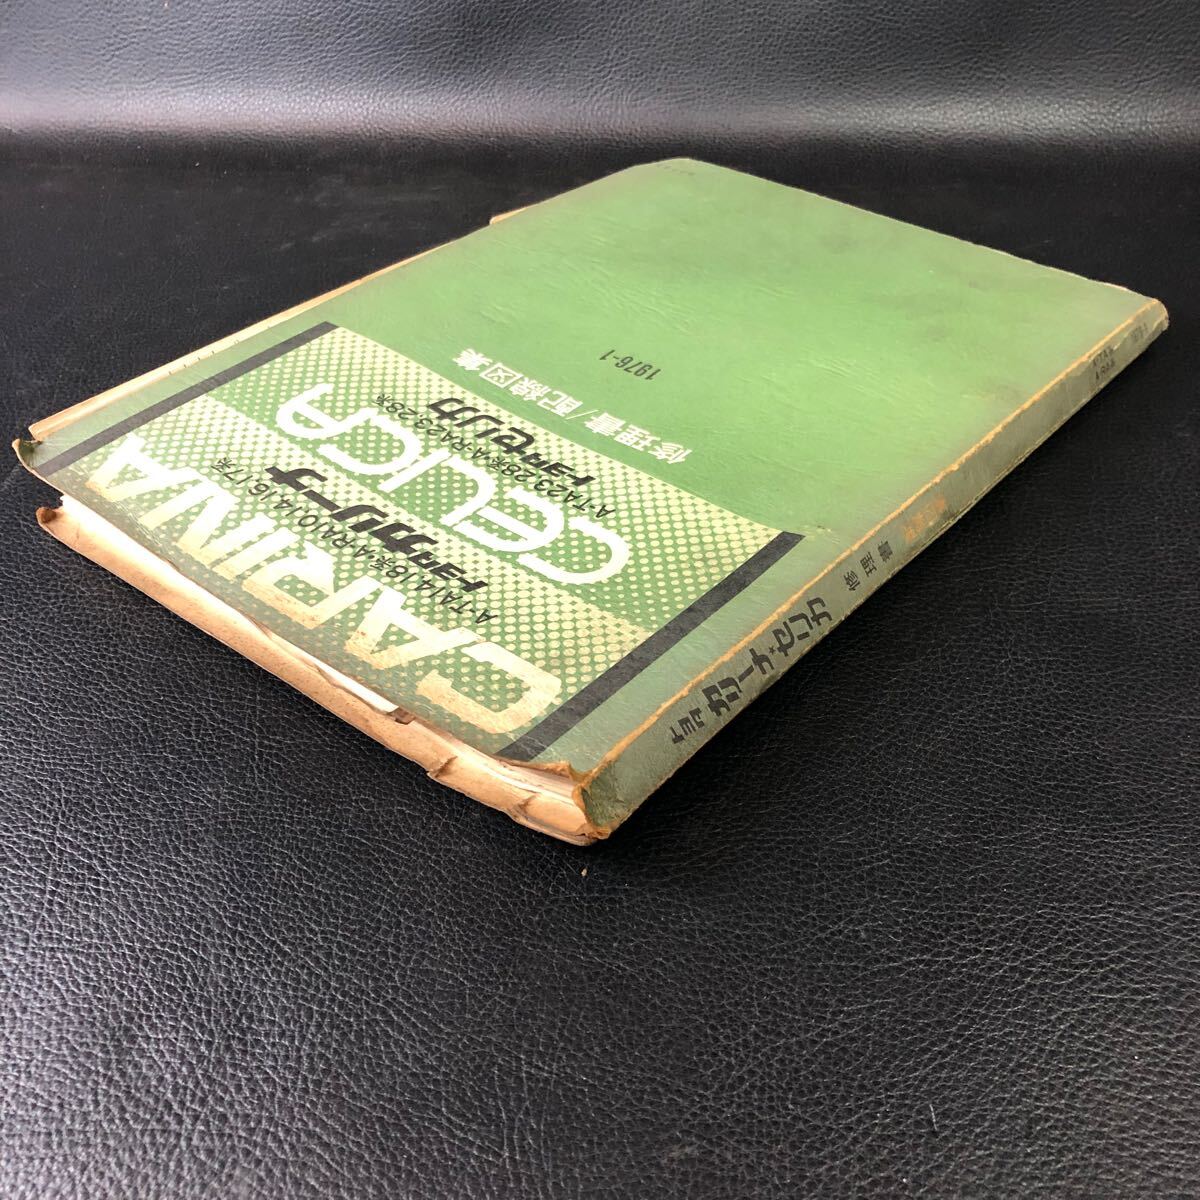 CARINA
トヨタカリーナ
A-TA14,18系 A-RA10,14,16,17系
CELICA
トヨタセリカ
A-TA23,28系 A-RA23,28系
修理書/配線図集
1976-1
トヨタ カリーナ★セリカ 修理書